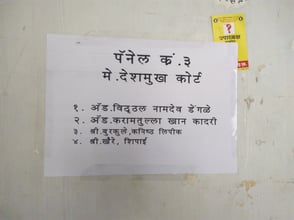 पॅनेल कं.३
मे.देशमुख कोर्ट
१. अ‍ॅड.विठ्ठल नामदेव डेंगळे
२. अ‍ॅड.करामतुल्ला खान कादरी
३. श्री.बुरकुले,कनिष्ठ लिपीक
४. श्री.खैरे, शिपाई